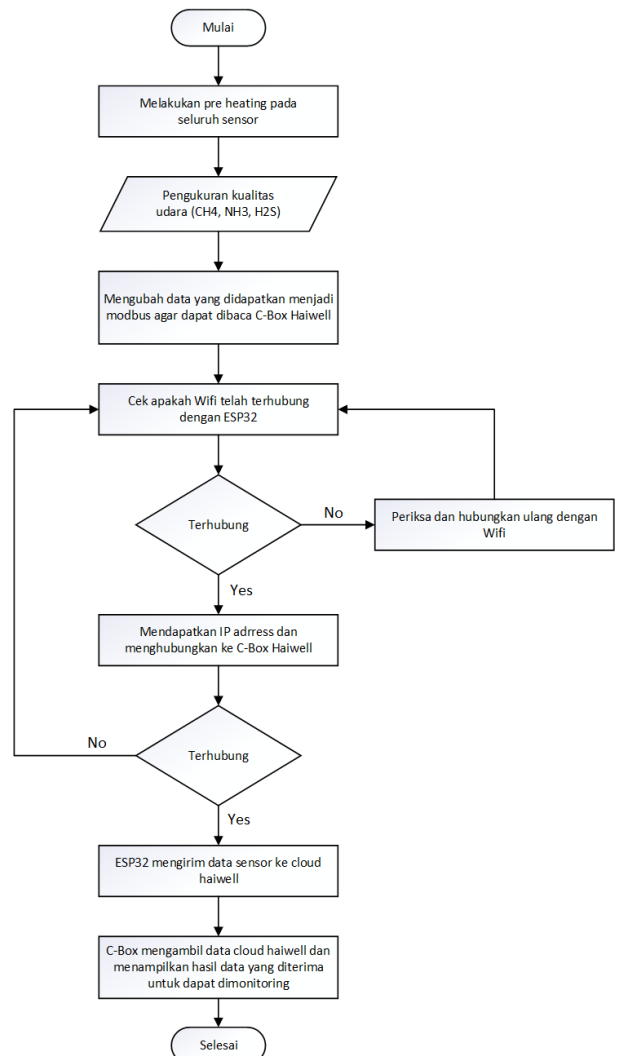 Mulai
Melakukan pre heating pada
seluruh sensor
Pengukuran kualitas
udara (CH4, NH3, H2S)
Mengubah data yang didapatkan menjadi
modbus agar dapat dibaca C-Box Haiwell
Cek apakah Wifi telah terhubung
dengan ESP32
Terhubung
No
Periksa dan hubungkan ulang dengan
Wifi
Yes
Mendapatkan IP adrress dan
menghubungkan ke C-Box Haiwell
No
Terhubung
Yes
ESP32 mengirim data sensor ke cloud
haiwell
C-Box mengambil data cloud haiwell dan
menampilkan hasil data yang diterima
untuk dapat dimonitoring
Selesai